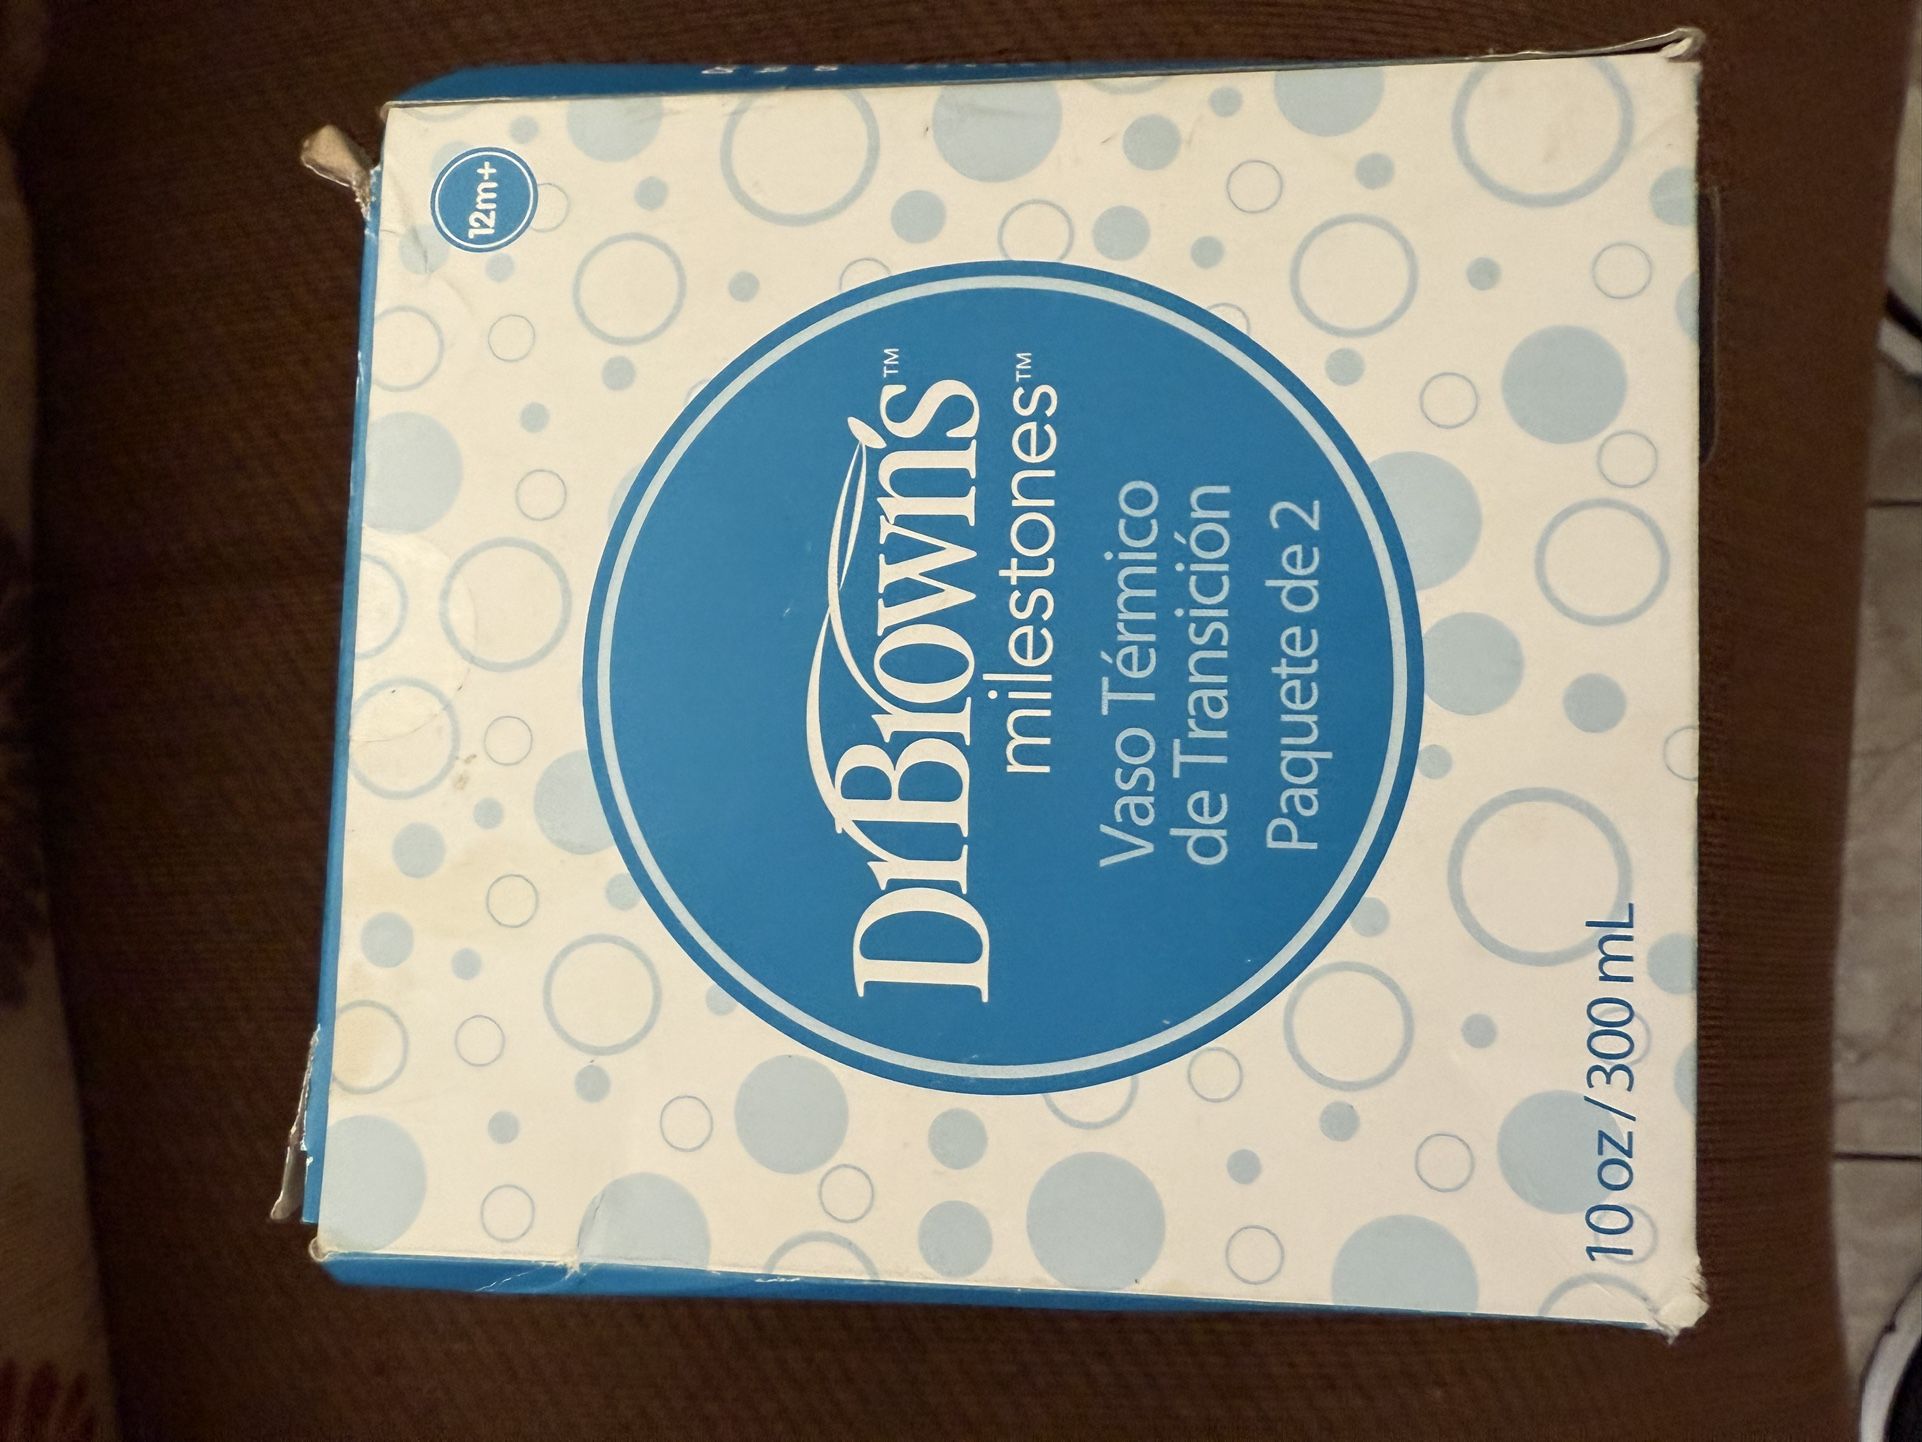 12m+
Dr Brown's™
milestones™
Vaso Térmico
de Transición
Paquete de 2
10 oz / 300 mL